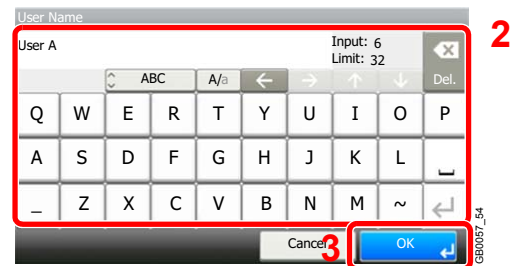 User Name
2
User A
Input: 6
Limit: 32
ABC A/a ← → ↑ ↓ Del.
Q W E R T Y U I O P
A S D F G H J K L
_ Z X C V B N M ~ ↵
Cancel 3 OK
GB0057_54